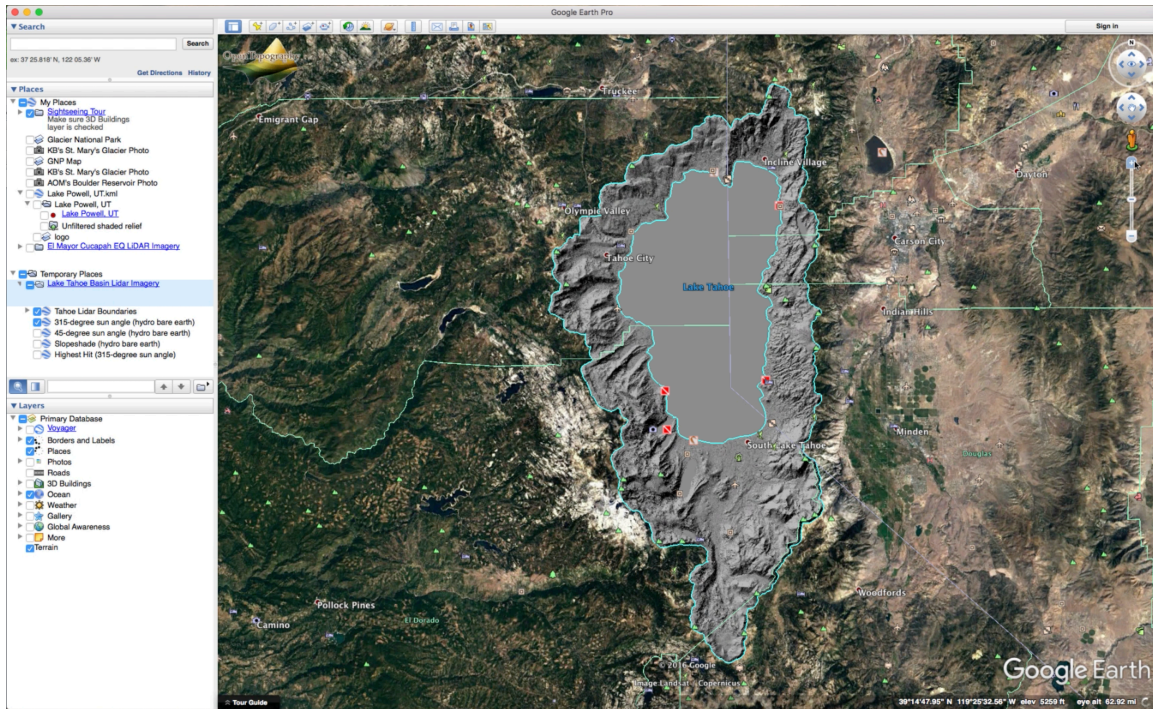 Google Earth Pro
Search
Sign in
Search
ex: 37 25.818' N, 122 05.36' W
Get Directions History
Places
My Places
Sightseeing Tour
Make sure 3D Buildings
layer is checked
Glacier National Park
KB's St. Mary's Glacier Photo
GNP Map
KB's St. Mary's Glacier Photo
AOM's Boulder Reservoir Photo
Lake Powell, UT.kml
Lake Powell, UT
Lake Powell, UT
Unfiltered shaded relief
logo
El Mayor Cucapah EQ LiDAR Imagery
Temporary Places
Lake Tahoe Basin Lidar Imagery
Tahoe Lidar Boundaries
315-degree sun angle (hydro bare earth)
45-degree sun angle (hydro bare earth)
Slopeshade (hydro bare earth)
Highest Hit (315-degree sun angle)
Layers
Primary Database
Voyager
Borders and Labels
Places
Photos
Roads
3D Buildings
Ocean
Weather
Gallery
Global Awareness
More
Terrain
OpenTopography
N
Truckee
Emigrant Gap
Incline Village
Dayton
Olympic Valley
Carson City
Tahoe City
Lake Tahoe
Indian Hills
Minden
South Lake Tahoe
Douglas
Woodfords
Pollock Pines
El Dorado
Camino
© 2016 Google
Image Landsat / Copernicus
Google Earth
Tour Guide
39°14'47.95" N 119°25'32.56" W elev 5259 ft eye alt 62.92 mi